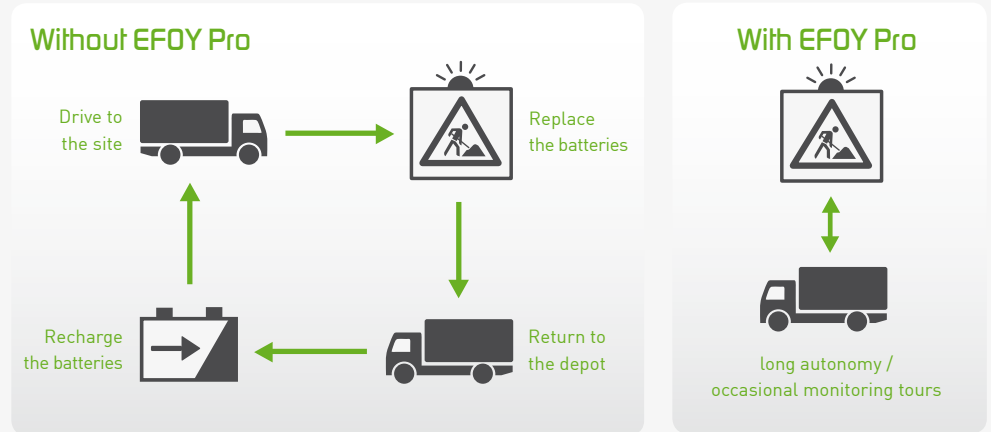 Without EFOY Pro
Drive to
the site
Replace
the batteries
Return to
the depot
Recharge
the batteries
With EFOY Pro
long autonomy /
occasional monitoring tours